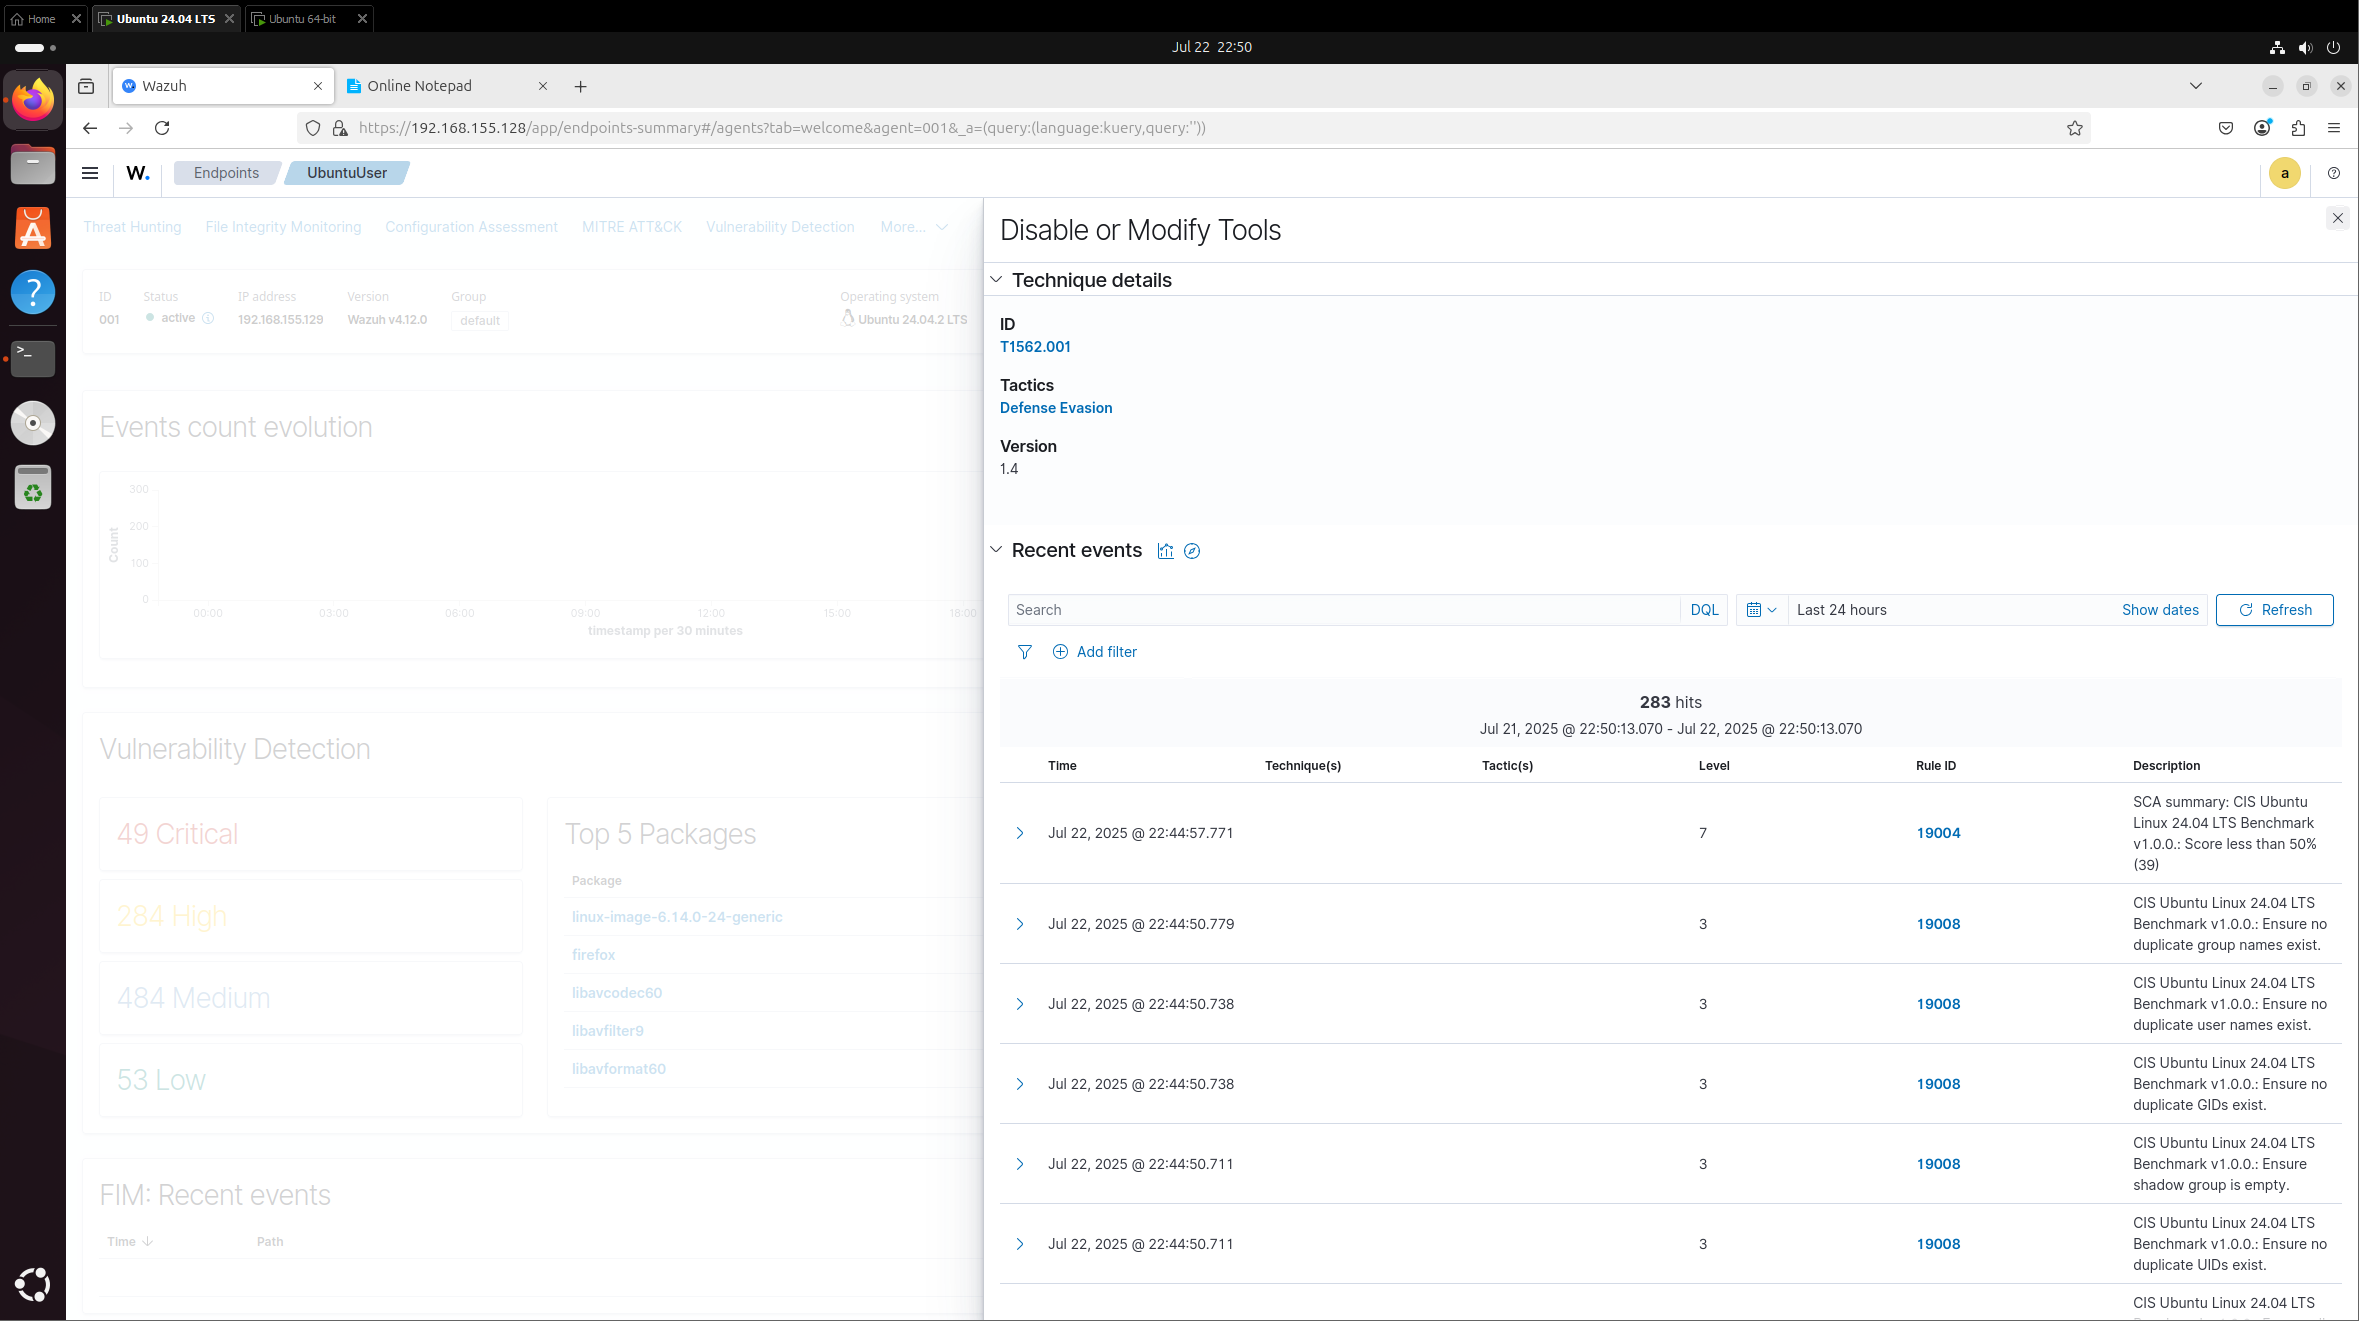 Home
Ubuntu 24.04 LTS
Ubuntu 64-bit
Jul 22 22:50
Wazuh
Online Notepad
https://192.168.155.128/app/endpoints-summary#/agents?tab=welcome&agent=001&_a=(query:(language:kuery,query:''))
W.
Endpoints
UbuntuUser
a
Threat Hunting
File Integrity Monitoring
Configuration Assessment
MITRE ATT&CK
Vulnerability Detection
More...
ID
Status
IP address
Version
Group
Operating system
001
active
192.168.155.129
Wazuh v4.12.0
default
Ubuntu 24.04.2 LTS
Events count evolution
300
200
100
0
Count
00:00
03:00
06:00
09:00
12:00
15:00
18:00
timestamp per 30 minutes
Vulnerability Detection
49 Critical
284 High
484 Medium
53 Low
Top 5 Packages
Package
linux-image-6.14.0-24-generic
firefox
libavcodec60
libavfilter9
libavformat60
FIM: Recent events
Time
Path
Disable or Modify Tools
Technique details
ID
T1562.001
Tactics
Defense Evasion
Version
1.4
Recent events
Search
DQL
Last 24 hours
Show dates
Refresh
Add filter
283 hits
Jul 21, 2025 @ 22:50:13.070 - Jul 22, 2025 @ 22:50:13.070
Time
Technique(s)
Tactic(s)
Level
Rule ID
Description
Jul 22, 2025 @ 22:44:57.771
7
19004
SCA summary: CIS Ubuntu
Linux 24.04 LTS Benchmark
v1.0.0.: Score less than 50%
(39)
Jul 22, 2025 @ 22:44:50.779
3
19008
CIS Ubuntu Linux 24.04 LTS
Benchmark v1.0.0.: Ensure no
duplicate group names exist.
Jul 22, 2025 @ 22:44:50.738
3
19008
CIS Ubuntu Linux 24.04 LTS
Benchmark v1.0.0.: Ensure no
duplicate user names exist.
Jul 22, 2025 @ 22:44:50.738
3
19008
CIS Ubuntu Linux 24.04 LTS
Benchmark v1.0.0.: Ensure no
duplicate GIDs exist.
Jul 22, 2025 @ 22:44:50.711
3
19008
CIS Ubuntu Linux 24.04 LTS
Benchmark v1.0.0.: Ensure
shadow group is empty.
Jul 22, 2025 @ 22:44:50.711
3
19008
CIS Ubuntu Linux 24.04 LTS
Benchmark v1.0.0.: Ensure no
duplicate UIDs exist.
CIS Ubuntu Linux 24.04 LTS